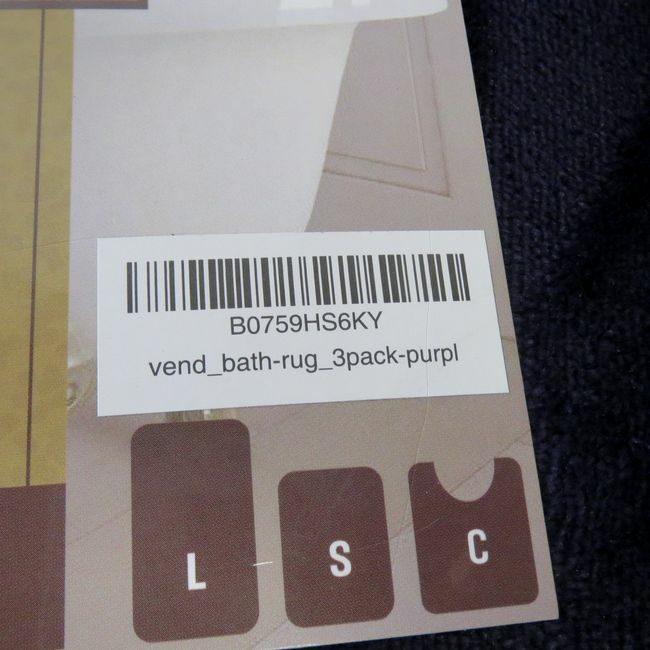 B0759HS6KY
vend_bath-rug_3pack-purpl
L S C